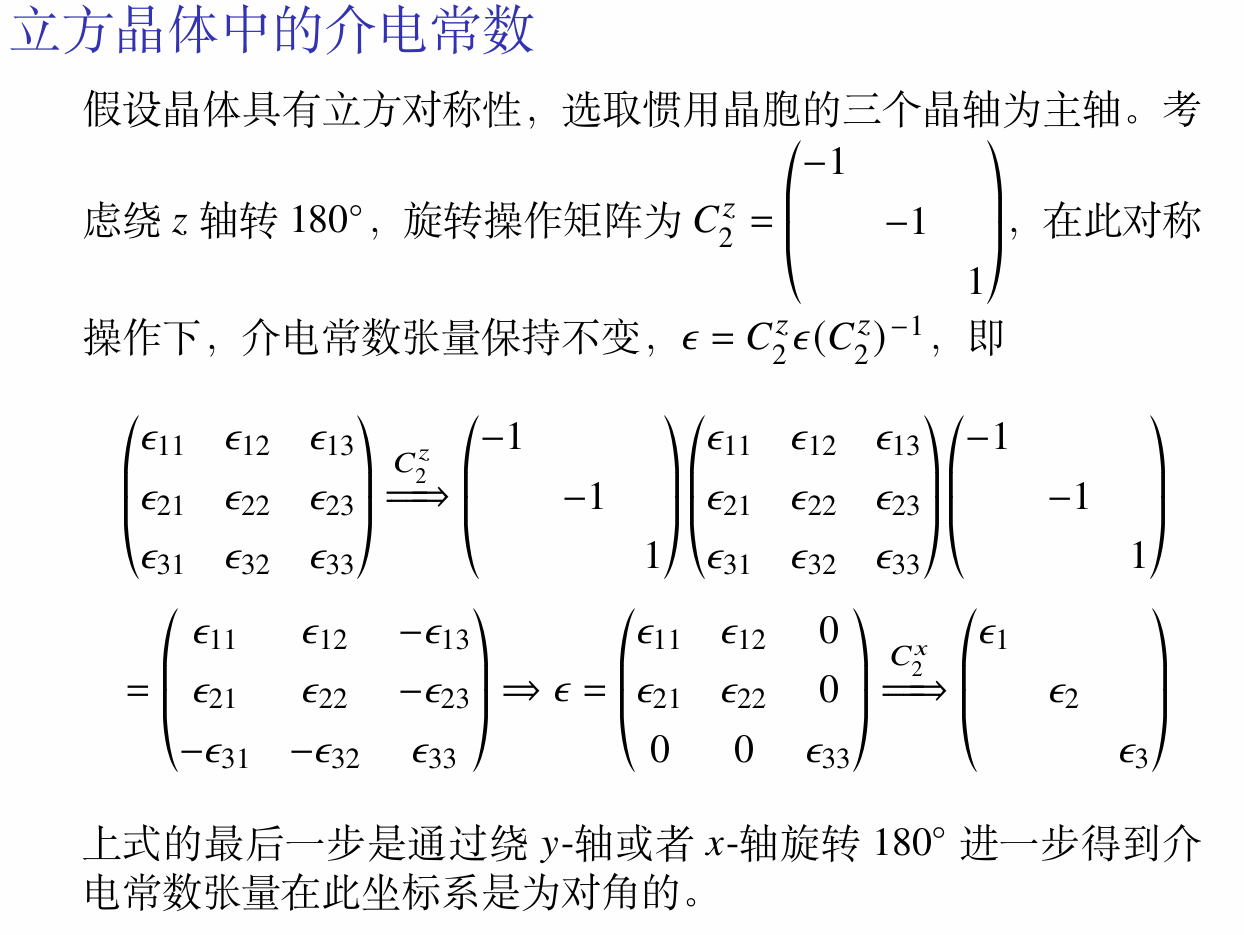 立方晶体中的介电常数
假设晶体具有立方对称性，选取惯用晶胞的三个晶轴为主轴。考
虑绕 z 轴转 180°，旋转操作矩阵为 $C_2^z = \begin{pmatrix} -1 & & \\ & -1 & \\ & & 1 \end{pmatrix}$，在此对称
操作下，介电常数张量保持不变，$\epsilon = C_2^z \epsilon (C_2^z)^{-1}$，即
$\begin{pmatrix} \epsilon_{11} & \epsilon_{12} & \epsilon_{13} \\ \epsilon_{21} & \epsilon_{22} & \epsilon_{23} \\ \epsilon_{31} & \epsilon_{32} & \epsilon_{33} \end{pmatrix} \overset{C_2^z}{\Longrightarrow} \begin{pmatrix} -1 & & \\ & -1 & \\ & & 1 \end{pmatrix} \begin{pmatrix} \epsilon_{11} & \epsilon_{12} & \epsilon_{13} \\ \epsilon_{21} & \epsilon_{22} & \epsilon_{23} \\ \epsilon_{31} & \epsilon_{32} & \epsilon_{33} \end{pmatrix} \begin{pmatrix} -1 & & \\ & -1 & \\ & & 1 \end{pmatrix}$
$= \begin{pmatrix} \epsilon_{11} & \epsilon_{12} & -\epsilon_{13} \\ \epsilon_{21} & \epsilon_{22} & -\epsilon_{23} \\ -\epsilon_{31} & -\epsilon_{32} & \epsilon_{33} \end{pmatrix} \Rightarrow \epsilon = \begin{pmatrix} \epsilon_{11} & \epsilon_{12} & 0 \\ \epsilon_{21} & \epsilon_{22} & 0 \\ 0 & 0 & \epsilon_{33} \end{pmatrix} \overset{C_2^x}{\Longrightarrow} \begin{pmatrix} \epsilon_1 & & \\ & \epsilon_2 & \\ & & \epsilon_3 \end{pmatrix}$
上式的最后一步是通过绕 y-轴或者 x-轴旋转 180° 进一步得到介
电常数张量在此坐标系是为对角的。